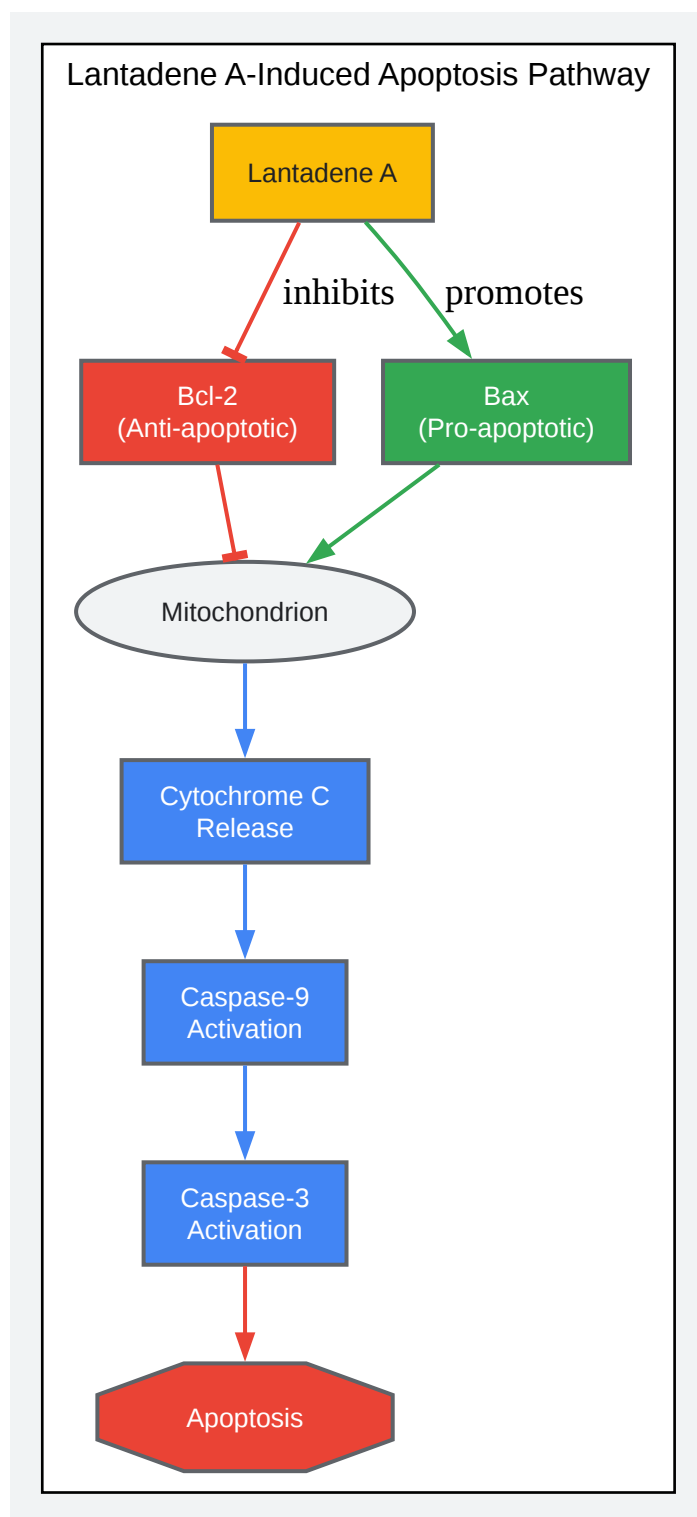 Lantadene A-Induced Apoptosis Pathway
Lantadene A
inhibits
promotes
Bcl-2
(Anti-apoptotic)
Bax
(Pro-apoptotic)
Mitochondrion
Cytochrome C
Release
Caspase-9
Activation
Caspase-3
Activation
Apoptosis